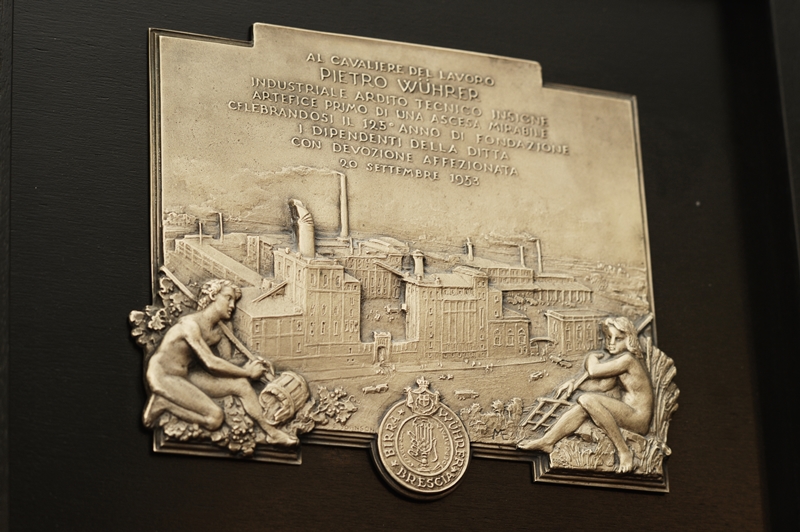 AL CAVALIERE DEL LAVORO
PIETRO WÜHRER
INDUSTRIALE ARDITO TECNICO INSIGNE
ARTEFICE PRIMO DI UNA ASCESA MIRABILE
CELEBRANDOSI IL 125° ANNO DI FONDAZIONE
I DIPENDENTI DELLA DITTA
CON DEVOZIONE AFFEZIONATA
20 SETTEMBRE 1953
BIRRA WÜHRER
BRESCIA